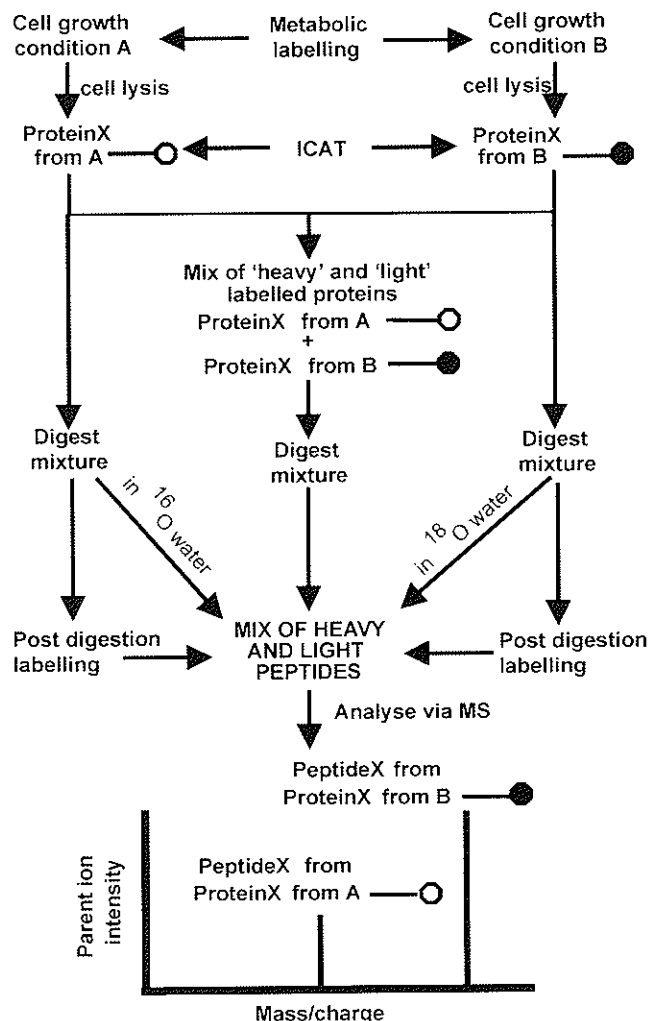 Cell growth
condition A
Metabolic
labelling
Cell growth
condition B
cell lysis
cell lysis
ProteinX
from A
ICAT
ProteinX
from B
Mix of 'heavy' and 'light'
labelled proteins
ProteinX from A
+
ProteinX from B
Digest
mixture
Digest
mixture
Digest
mixture
in 16O water
in 18O water
Post digestion
labelling
MIX OF HEAVY
AND LIGHT
PEPTIDES
Post digestion
labelling
Analyse via MS
PeptideX from
ProteinX from B
PeptideX from
ProteinX from A
Parent ion
intensity
Mass/charge